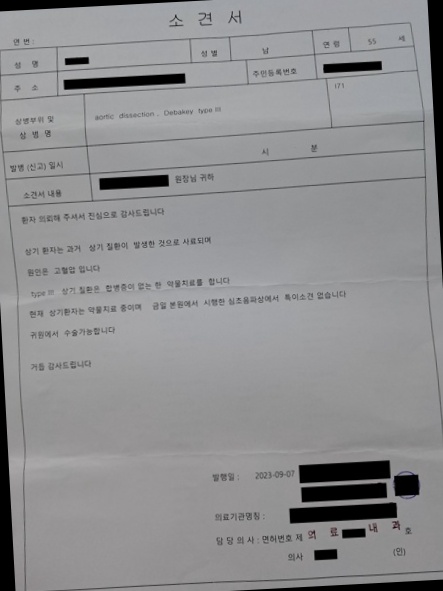 소 견 서
연 번 :
성 명 성 별 남 연 령 55 세
주 소 주민등록번호
상병부위 및
상 병 명
aortic dissection , Debakey type III
I71
발병 (신고) 일시 시 분
소견서 내용 원장님 귀하
환자 의뢰해 주셔서 진심으로 감사드립니다
상기 환자는 과거 상기 질환이 발생한 것으로 사료되며
원인은 고혈압 입니다
type III 상기 질환은 합병증이 없는 한 약물치료를 합니다
현재 상기환자는 약물치료 중이며 금일 본원에서 시행한 심초음파상에서 특이소견 없습니다
귀원에서 수술가능합니다
거듭 감사드립니다
발행일 : 2023-09-07
의료기관명칭 :
담 당 의 사 : 면허번호 제 의 료 내 과 호
의사 (인)